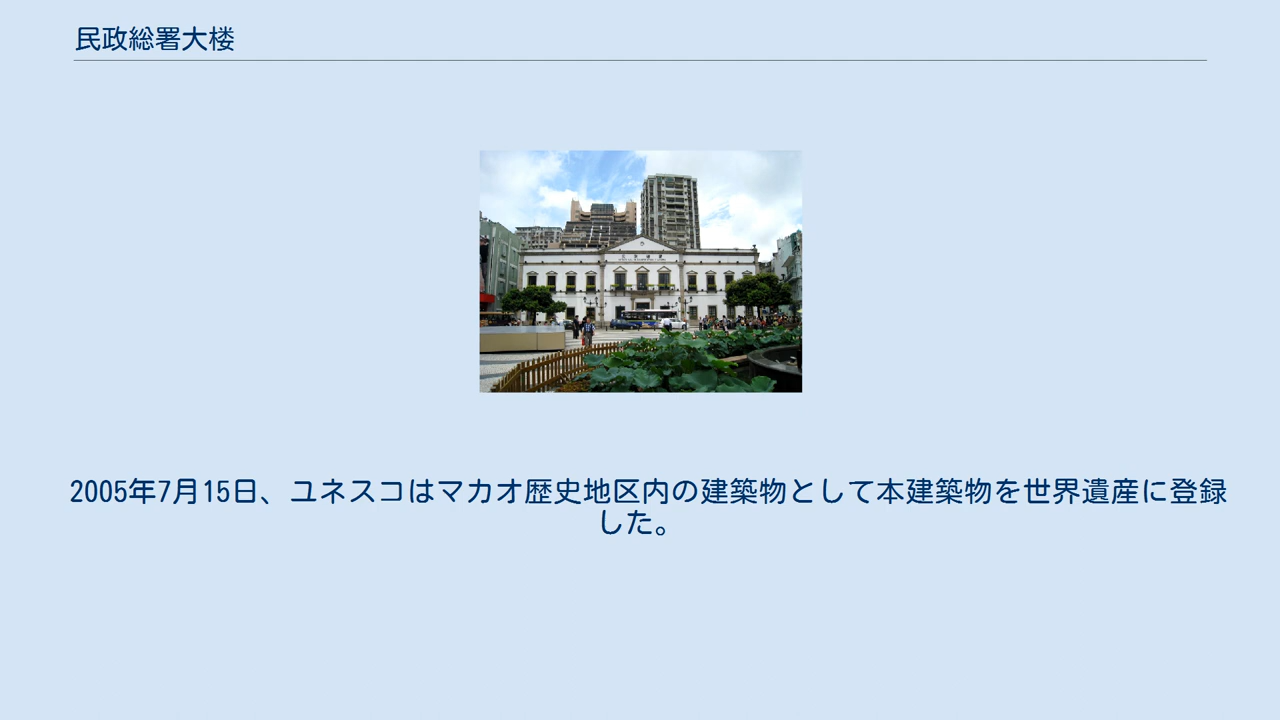 民政総署大楼
2005年7月15日、ユネスコはマカオ歴史地区内の建築物として本建築物を世界遺産に登録
した。